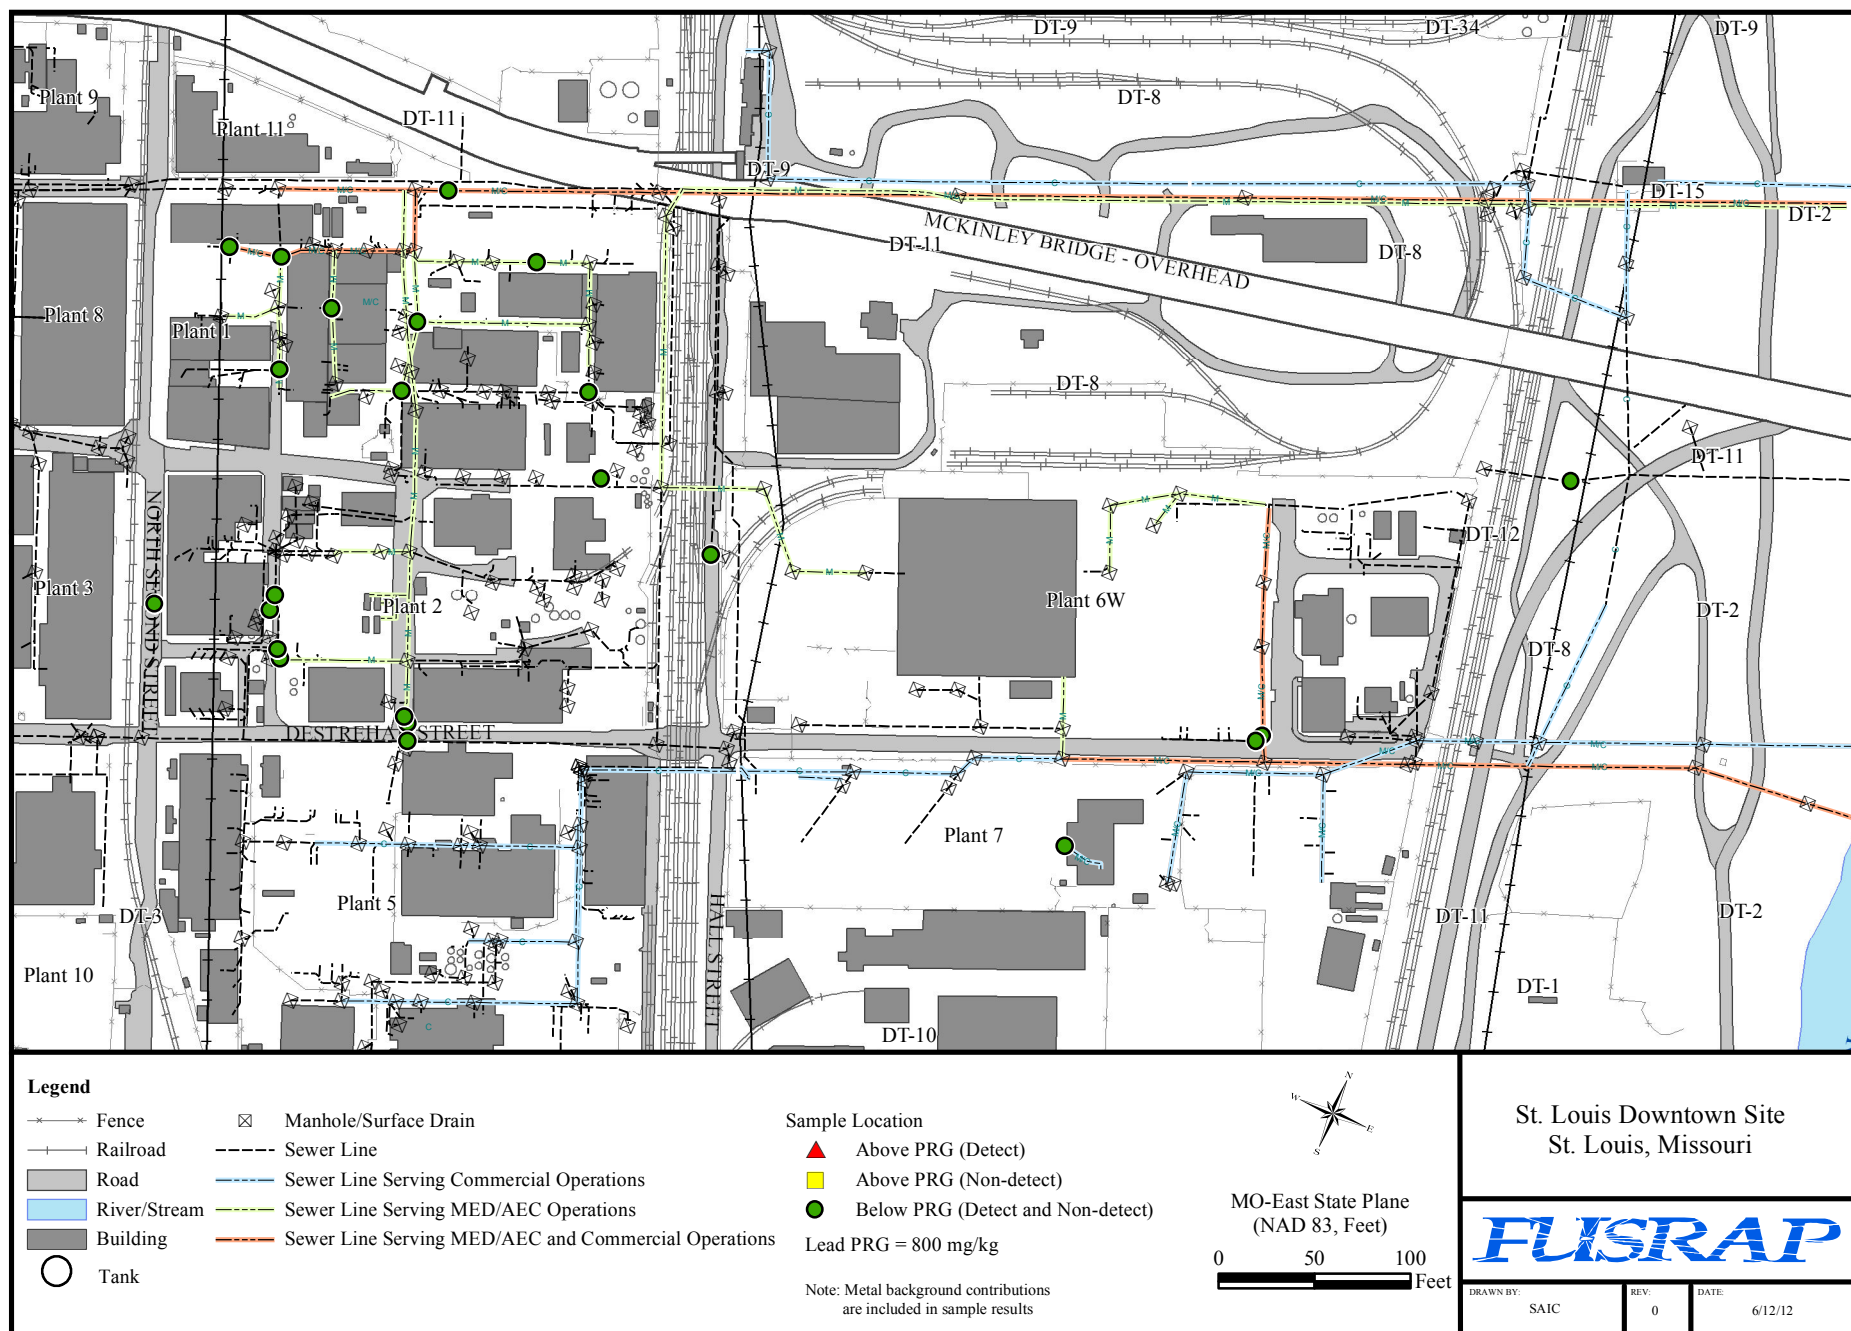 DT-9
DT-34
DT-9
Plant 9
DT-8
Plant 11
DT-11
DT-9
DT-15
DT-2
MCKINLEY BRIDGE - OVERHEAD
DT-11
DT-8
Plant 8
Plant 1
DT-8
DT-11
NORTH SECOND STREET
DT-12
Plant 3
Plant 2
Plant 6W
DT-2
DT-8
DESTREHAN STREET
Plant 7
Plant 5
DT-3
HALL STREET
DT-11
DT-2
Plant 10
DT-1
DT-10
Legend
Fence
Railroad
Road
River/Stream
Building
Tank
Manhole/Surface Drain
Sewer Line
Sewer Line Serving Commercial Operations
Sewer Line Serving MED/AEC Operations
Sewer Line Serving MED/AEC and Commercial Operations
Sample Location
Above PRG (Detect)
Above PRG (Non-detect)
Below PRG (Detect and Non-detect)
Lead PRG = 800 mg/kg
Note: Metal background contributions
are included in sample results
N
W
E
S
MO-East State Plane
(NAD 83, Feet)
0 50 100
Feet
St. Louis Downtown Site
St. Louis, Missouri
FUSRAP
DRAWN BY:
SAIC
REV:
0
DATE:
6/12/12